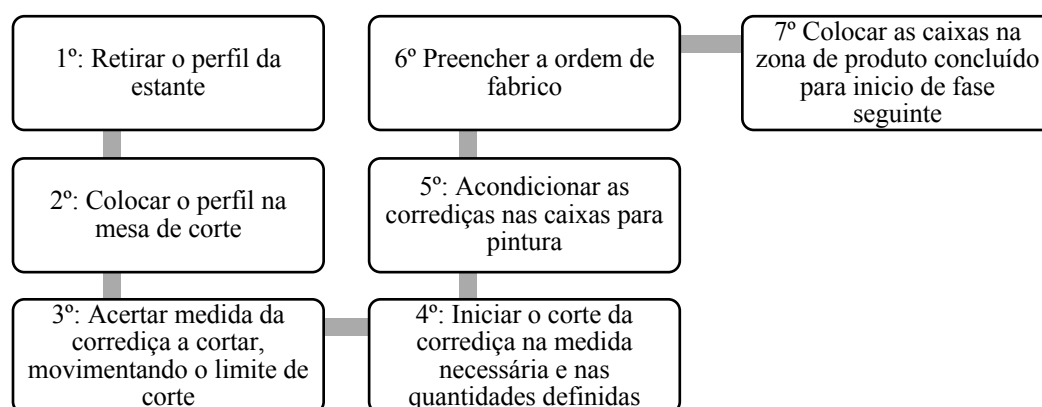 1º: Retirar o perfil da
estante
2º: Colocar o perfil na
mesa de corte
3º: Acertar medida da
corrediça a cortar,
movimentando o limite de
corte
4º: Iniciar o corte da
corrediça na medida
necessária e nas
quantidades definidas
5º: Acondicionar as
corrediças nas caixas para
pintura
6º Preencher a ordem de
fabrico
7º Colocar as caixas na
zona de produto concluído
para inicio de fase
seguinte